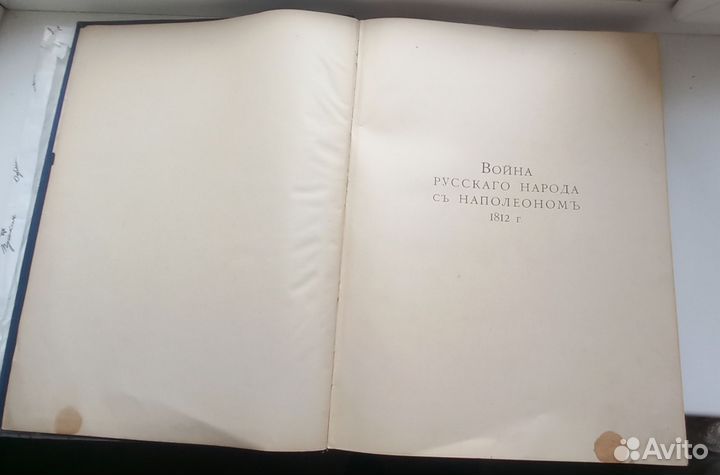 Война
русскаго народа
съ Наполеономъ
1812 г
Avito